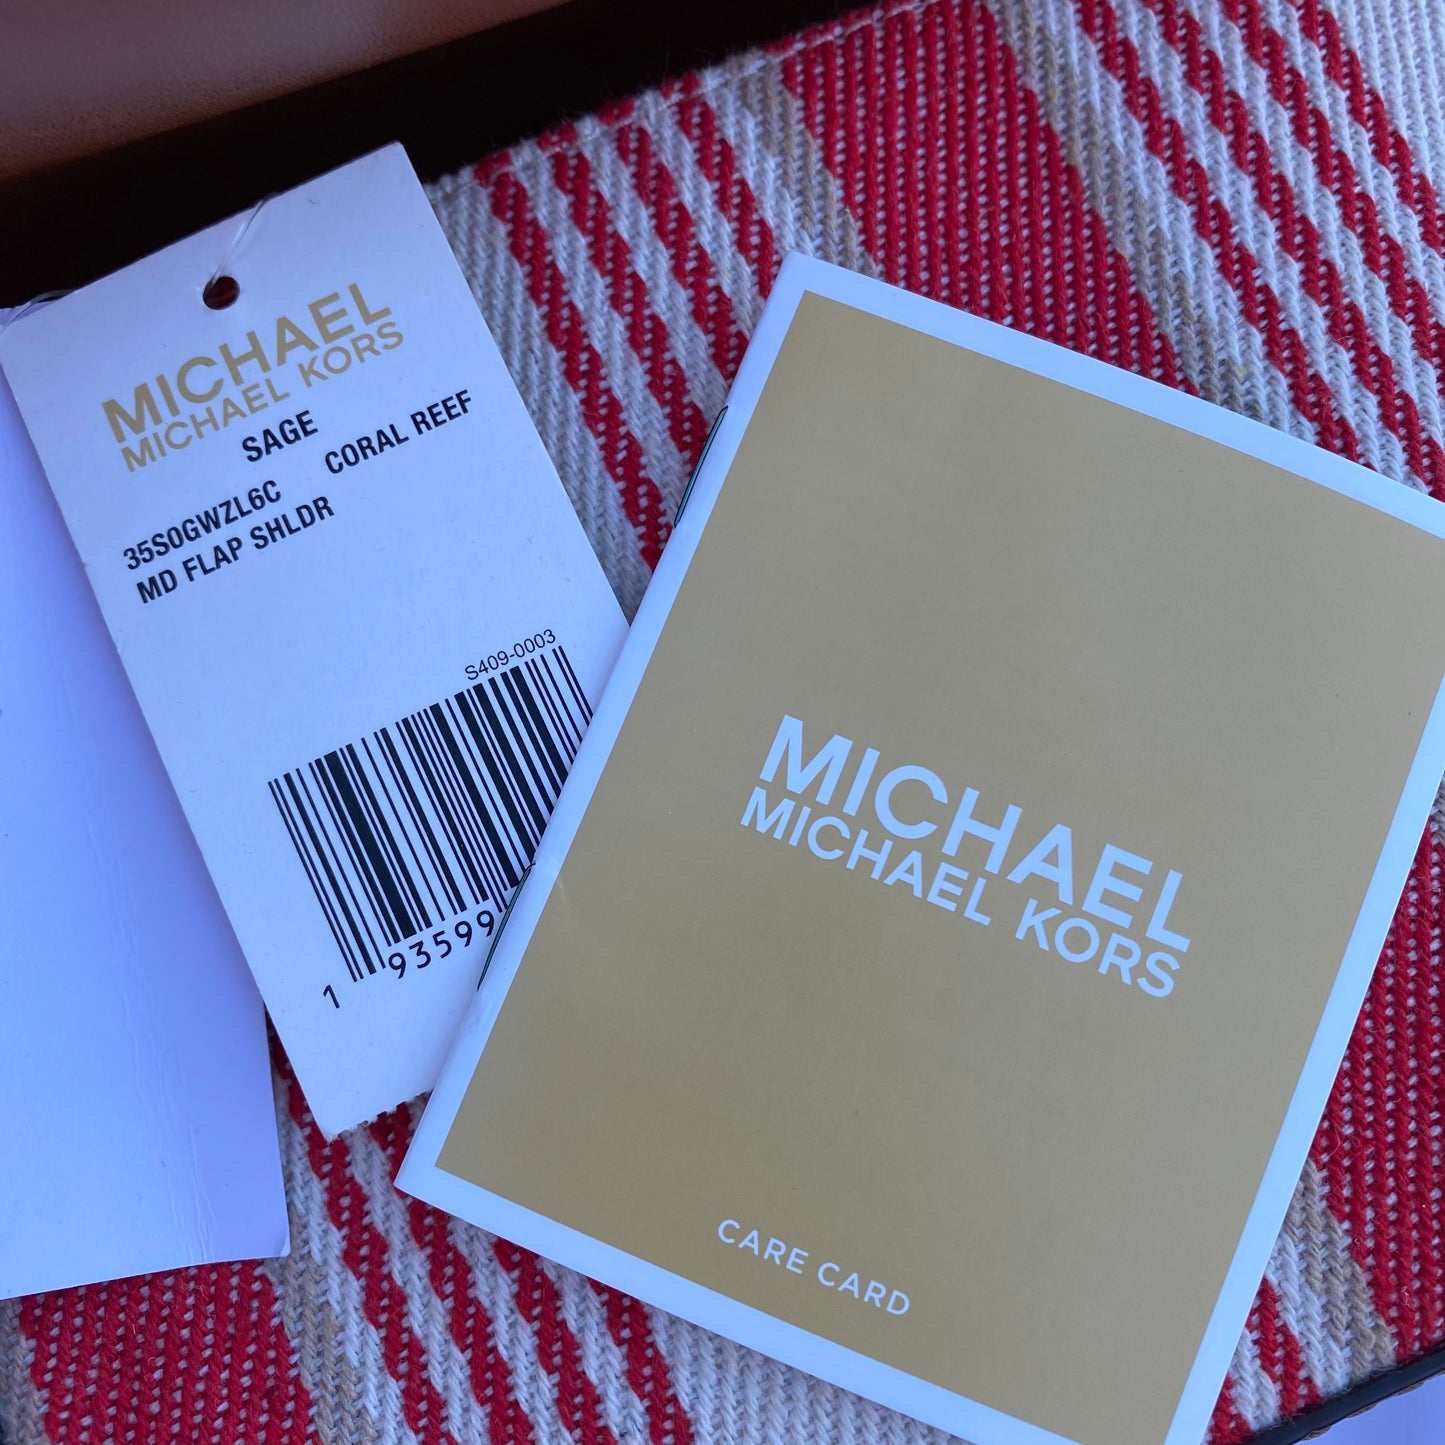 MICHAEL
MICHAEL KORS
SAGE
35S0GWZL6C CORAL REEF
MD FLAP SHLDR
S409-0003
1 93599
MICHAEL
MICHAEL KORS
CARE CARD